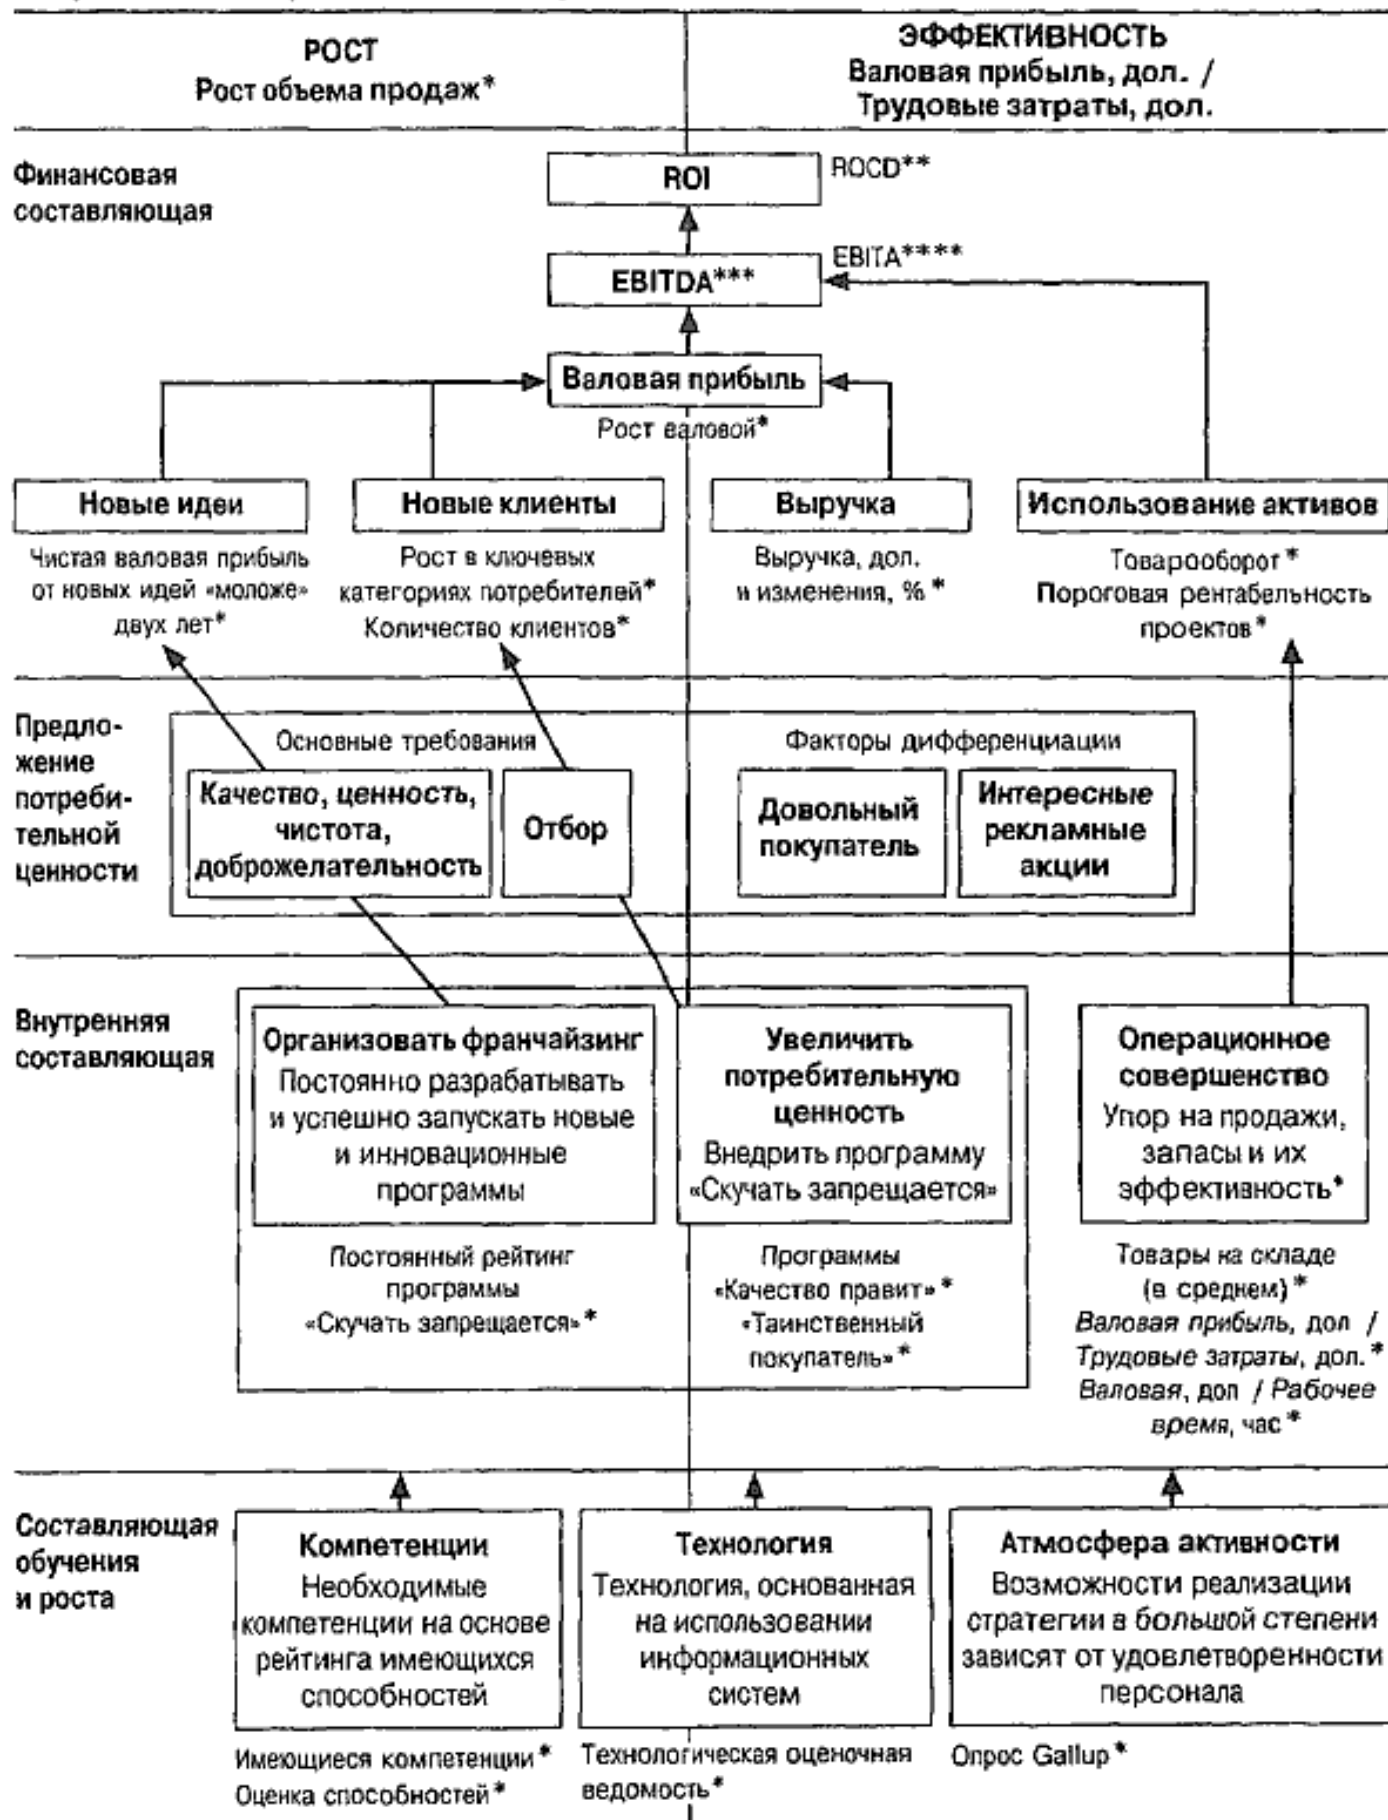 РОСТ
Рост объема продаж*
ЭФФЕКТИВНОСТЬ
Валовая прибыль, дол. /
Трудовые затраты, дол.
Финансовая
составляющая
ROI
ROCD**
EBITDA***
EBITA****
Валовая прибыль
Рост валовой*
Новые идеи
Чистая валовая прибыль
от новых идей «моложе»
двух лет*
Новые клиенты
Рост в ключевых
категориях потребителей*
Количество клиентов*
Выручка
Выручка, дол.
и изменения, % *
Использование активов
Товарооборот *
Пороговая рентабельность
проектов*
Предло-
жение
потреби-
тельной
ценности
Основные требования
Качество, ценность,
чистота,
доброжелательность
Отбор
Факторы дифференциации
Довольный
покупатель
Интересные
рекламные
акции
Внутренняя
составляющая
Организовать франчайзинг
Постоянно разрабатывать
и успешно запускать новые
и инновационные
программы
Постоянный рейтинг
программы
«Скучать запрещается» *
Увеличить
потребительную
ценность
Внедрить программу
«Скучать запрещается»
Программы
«Качество правит» *
«Таинственный
покупатель» *
Операционное
совершенство
Упор на продажи,
запасы и их
эффективность*
Товары на складе
(в среднем) *
Валовая прибыль, дол /
Трудовые затраты, дол. *
Валовая, дол / Рабочее
время, час *
Составляющая
обучения
и роста
Компетенции
Необходимые
компетенции на основе
рейтинга имеющихся
способностей
Имеющиеся компетенции *
Оценка способностей *
Технология
Технология, основанная
на использовании
информационных
систем
Технологическая оценочная
ведомость*
Атмосфера активности
Возможности реализации
стратегии в большой степени
зависят от удовлетворенности
персонала
Опрос Gallup *